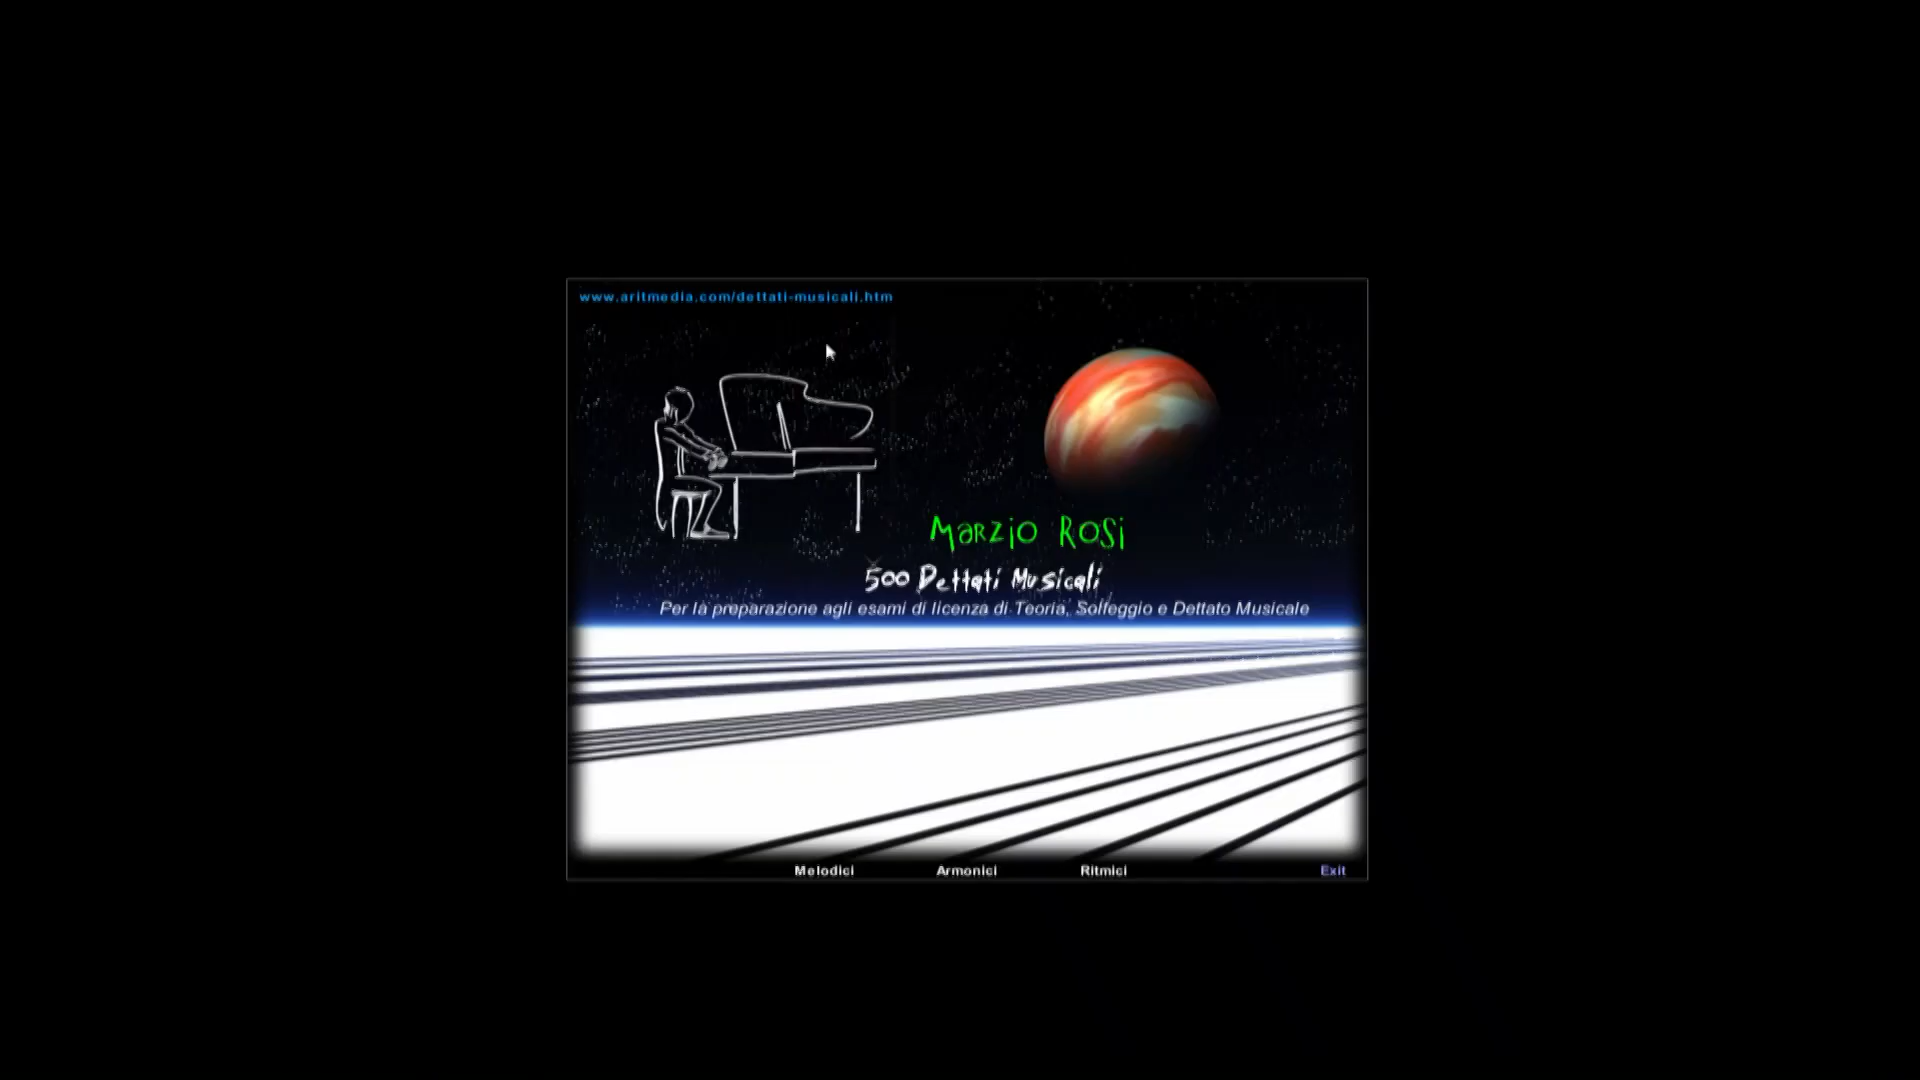 www.aritmedia.com/dettati-musicali.htm
Marzio Rosi
500 Dettati Musicali
Per la preparazione agli esami di licenza di Teoria, Solfeggio e Dettato Musicale
Melodici Armonici Ritmici Exit